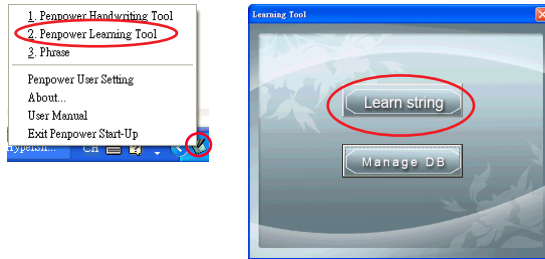 1. Penpower Handwriting Tool
2. Penpower Learning Tool
3. Phrase
Penpower User Setting
About...
User Manual
Exit Penpower Start-Up
CH
Learning Tool
Learn string
Manage DB